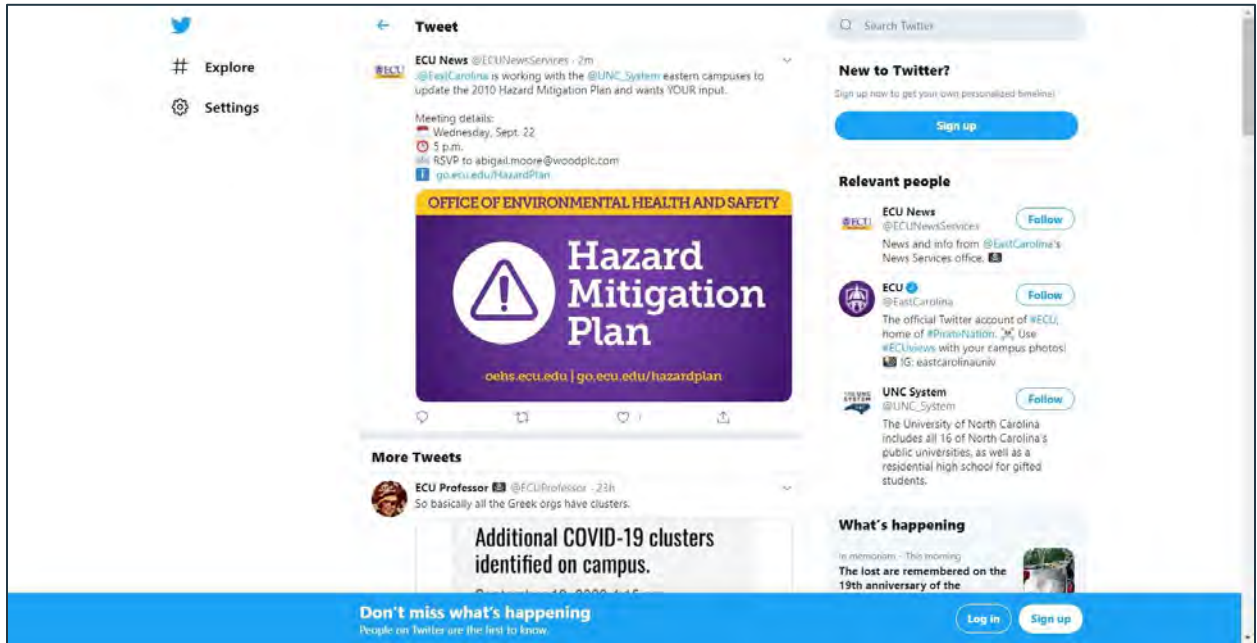 Explore
Settings
Tweet
#ECU
ECU News @ECUNewsServices · 2m
.@EastCarolina is working with the @UNC_System eastern campuses to
update the 2010 Hazard Mitigation Plan and wants YOUR input.
Meeting details:
Wednesday, Sept. 22
5 p.m.
RSVP to abigail.moore@woodplc.com
go.ecu.edu/HazardPlan
OFFICE OF ENVIRONMENTAL HEALTH AND SAFETY
Hazard
Mitigation
Plan
oehs.ecu.edu | go.ecu.edu/hazardplan
1
More Tweets
ECU Professor @ECUProfessor · 23h
So basically all the Greek orgs have clusters.
Additional COVID-19 clusters
identified on campus.
Search Twitter
New to Twitter?
Sign up now to get your own personalized timeline!
Sign up
Relevant people
ECU News
@ECUNewsServices
Follow
News and info from @EastCarolina's
News Services office.
ECU
@EastCarolina
Follow
The official Twitter account of #ECU,
home of #PirateNation. Use
#ECUviews with your campus photos!
IG: eastcarolinauniv
UNC System
@UNC_System
Follow
The University of North Carolina
includes all 16 of North Carolina's
public universities, as well as a
residential high school for gifted
students.
What's happening
In memoriam · This morning
The lost are remembered on the
19th anniversary of the
Don't miss what's happening
People on Twitter are the first to know.
Log in
Sign up